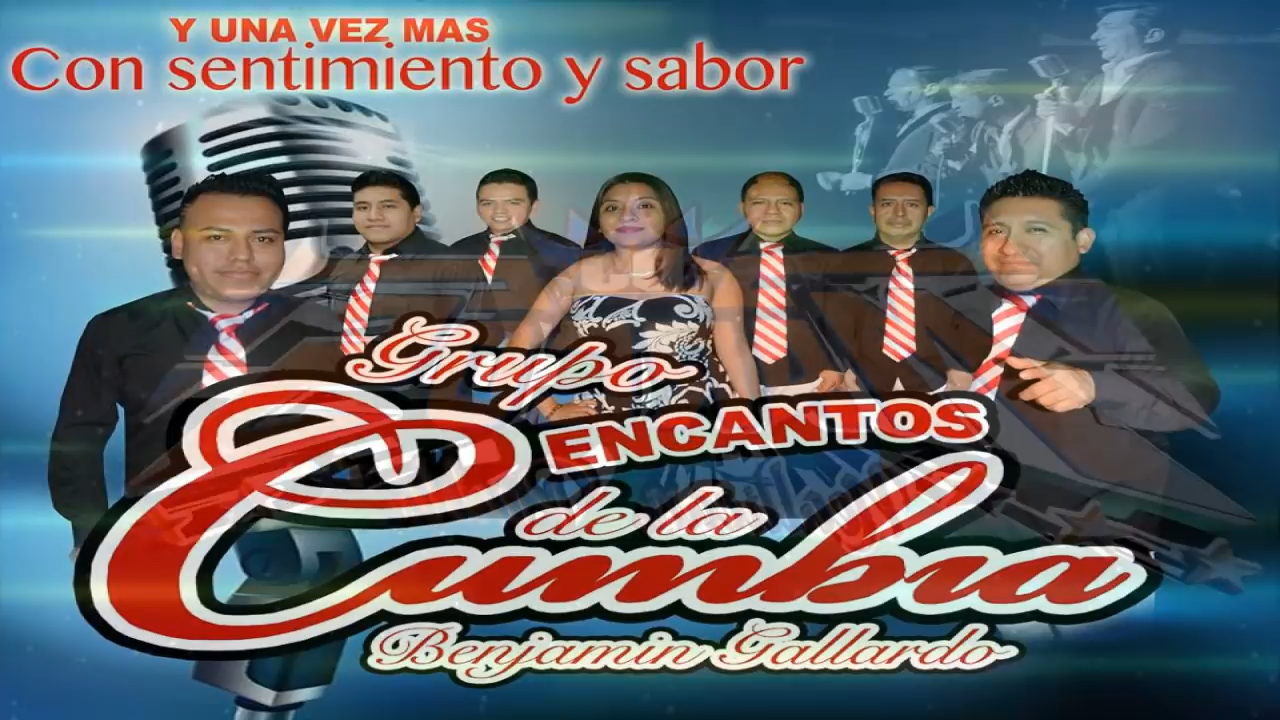 Y UNA VEZ MAS
Con sentimiento y sabor
Grupo
ENCANTOS
de la
Cumbia
Benjamin Gallardo